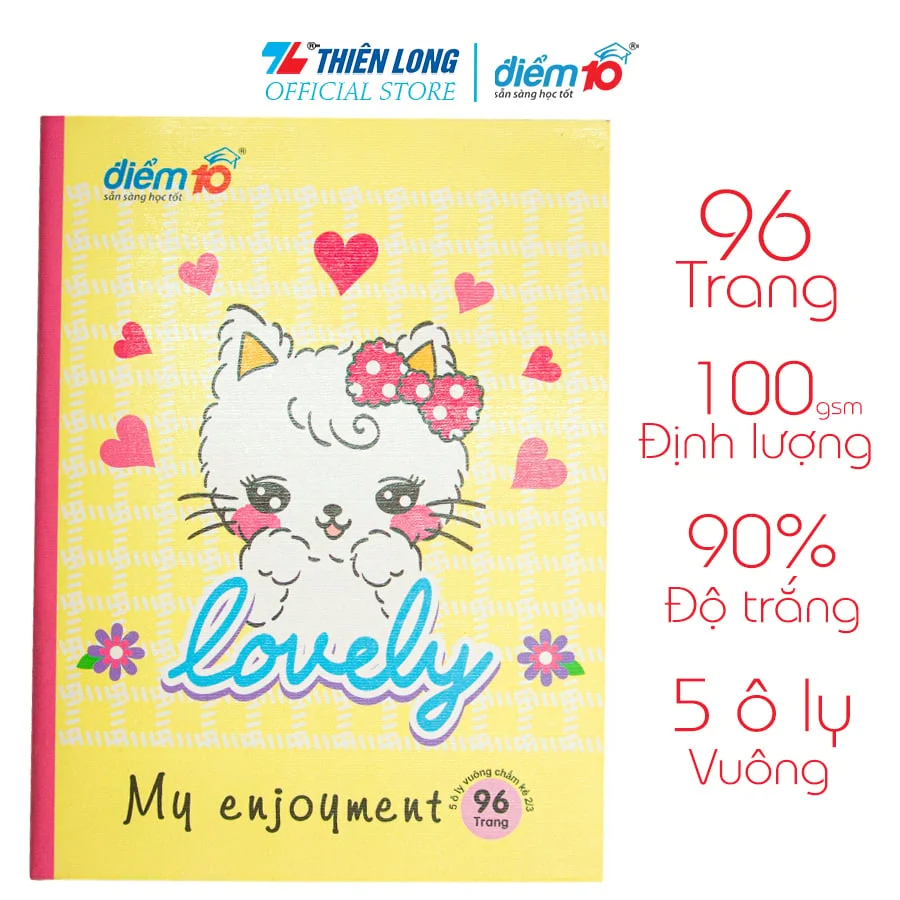 THIÊN LONG
OFFICIAL STORE
điểm 10
sẵn sàng học tốt
điểm 10
sẵn sàng học tốt
lovely
My enjoyment
5 ô ly vuông chấm kẻ 2/3
96
Trang
96
Trang
100 gsm
Định lượng
90%
Độ trắng
5 ô ly
Vuông